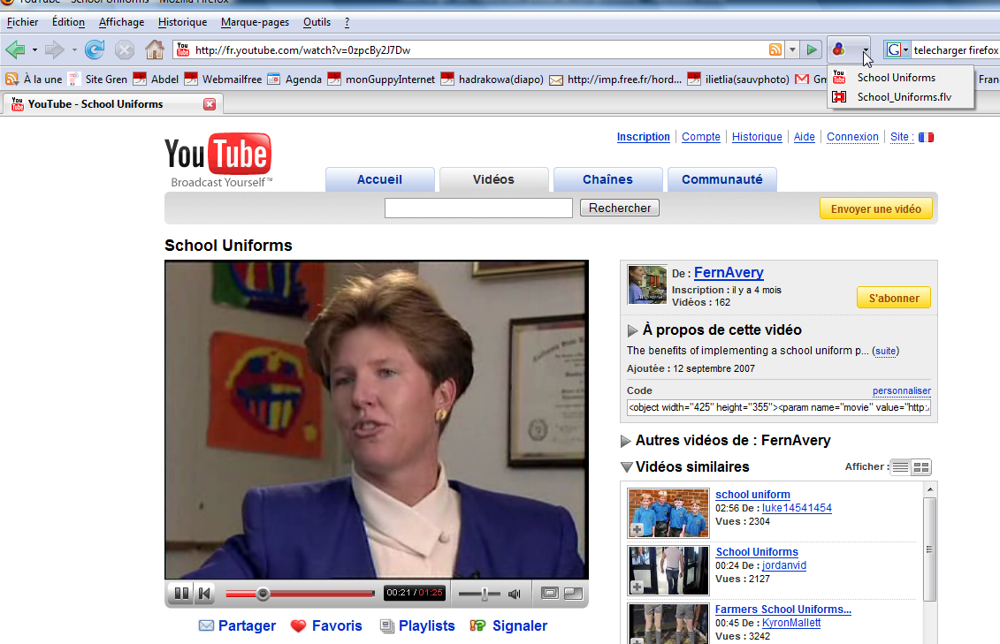 YouTube - School Uniforms - Mozilla Firefox
Fichier Édition Affichage Historique Marque-pages Outils ?
http://fr.youtube.com/watch?v=0zpcBy2J7Dw
telecharger firefox
À la une Site Gren Abdel Webmailfree Agenda monGuppyInternet hadrakowa(diapo) http://imp.free.fr/hord... ilietlia(sauvphoto)
School Uniforms
School_Uniforms.flv
YouTube - School Uniforms
You Tube
Broadcast Yourself™
Inscription Compte Historique Aide Connexion Site :
Accueil Vidéos Chaînes Communauté
Rechercher
Envoyer une vidéo
School Uniforms
De : FernAvery
Inscription : il y a 4 mois
Vidéos : 162
S'abonner
À propos de cette vidéo
The benefits of implementing a school uniform p... (suite)
Ajoutée : 12 septembre 2007
Code personnaliser
<object width="425" height="355"><param name="movie" value="http:/
Autres vidéos de : FernAvery
Vidéos similaires Afficher :
school uniform
02:56 De : luke14541454
Vues : 2304
School Uniforms
00:24 De : jordanvid
Vues : 2127
Farmers School Uniforms...
00:45 De : KyronMallett
Vues : 3242
00:21 / 01:25
Partager Favoris Playlists Signaler